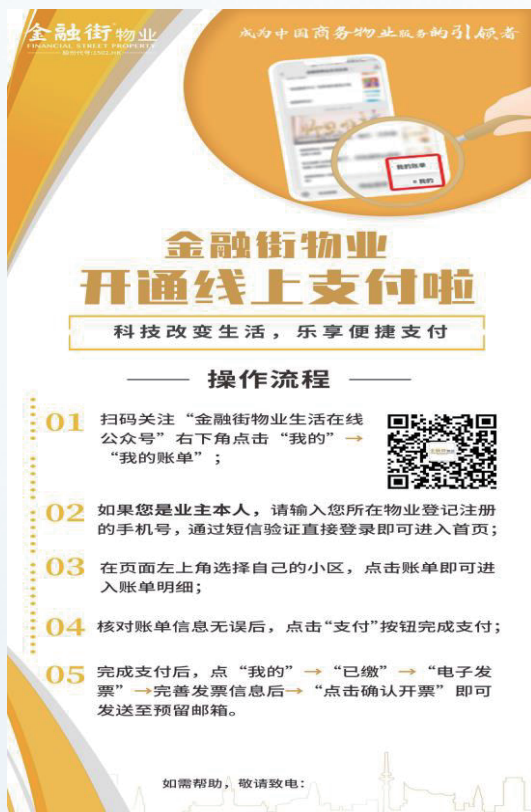 金融街物业
FINANCIAL STREET PROPERTY
成为中国商务物业服务的引领者
我的账单
我的
金融街物业
开通线上支付啦
科技改变生活，乐享便捷支付
操作流程
01 扫码关注“金融街物业生活在线
公众号”右下角点击“我的”→
“我的账单”；
02 如果您是业主本人，请输入您所在物业登记注册
的手机号，通过短信验证直接登录即可进入首页；
03 在页面左上角选择自己的小区，点击账单即可进
入账单明细；
04 核对账单信息无误后，点击“支付”按钮完成支付；
05 完成支付后，点“我的”→“已缴”→“电子发
票”→完善发票信息后→“点击确认开票”即可
发送至预留邮箱。
如需帮助，敬请致电：